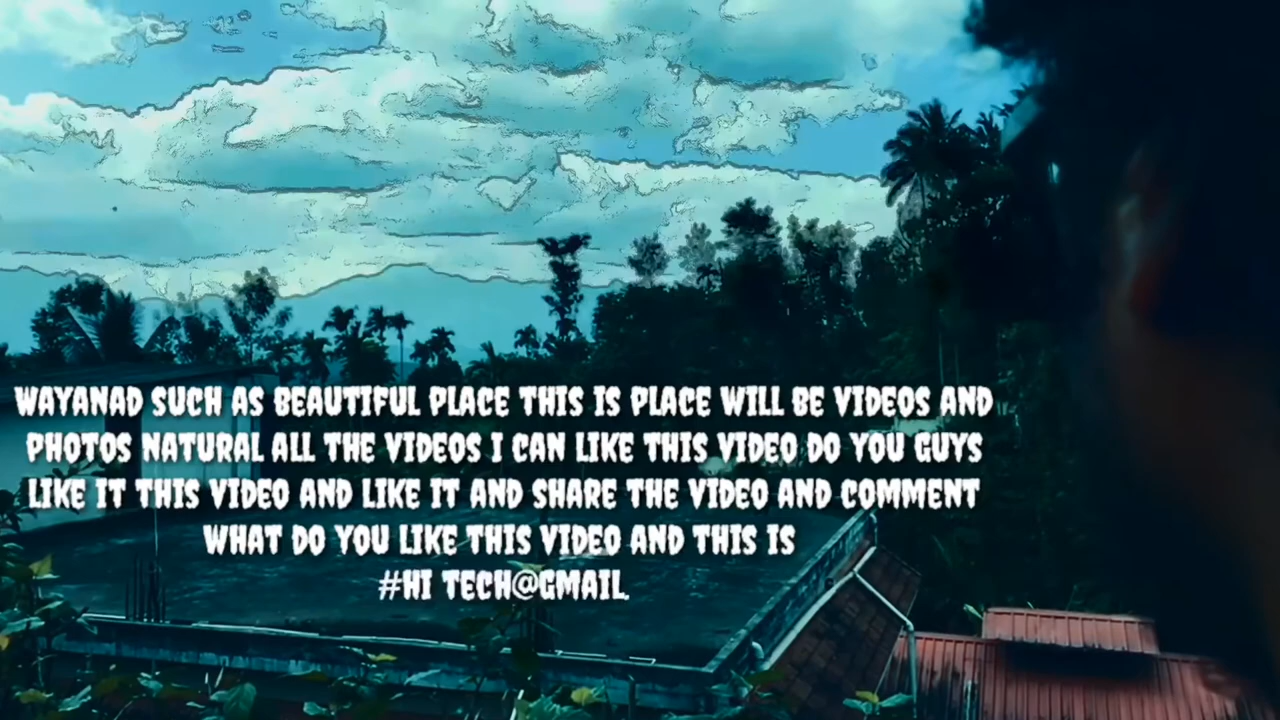 WAYANAD SUCH AS BEAUTIFUL PLACE THIS IS PLACE WILL BE VIDEOS AND
PHOTOS NATURAL ALL THE VIDEOS I CAN LIKE THIS VIDEO DO YOU GUYS
LIKE IT THIS VIDEO AND LIKE IT AND SHARE THE VIDEO AND COMMENT
WHAT DO YOU LIKE THIS VIDEO AND THIS IS
#HI TECH@GMAIL.